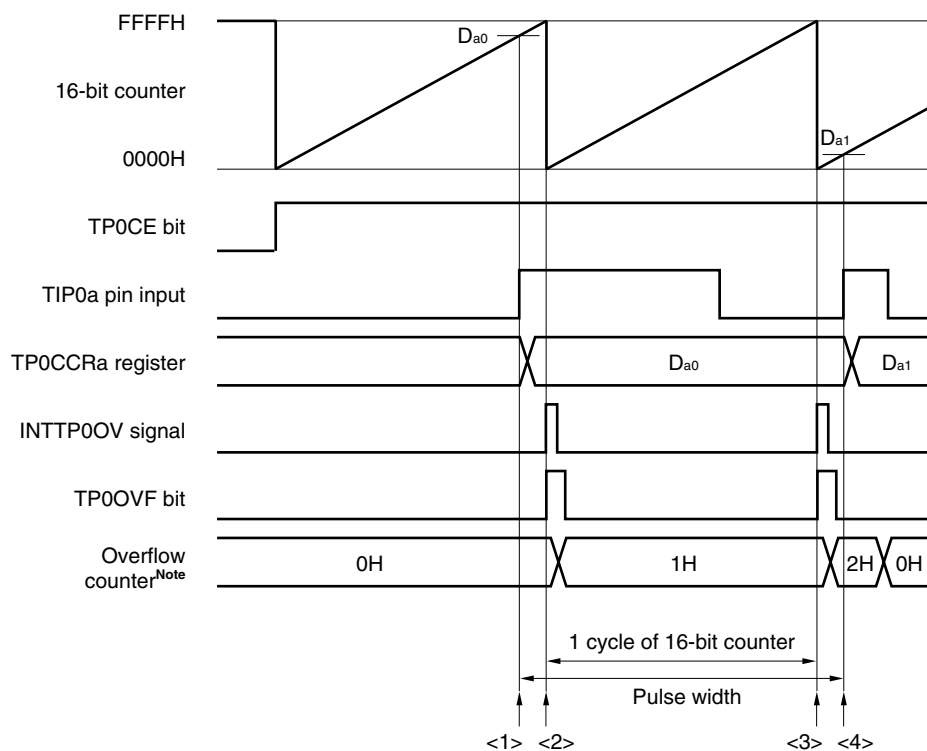 FFFFH
Da0
16-bit counter
Da1
0000H
TP0CE bit
TIP0a pin input
TP0CCRa register
Da0
Da1
INTTP0OV signal
TP0OVF bit
Overflow
counterNote
0H
1H
2H
0H
1 cycle of 16-bit counter
Pulse width
<1> <2> <3> <4>